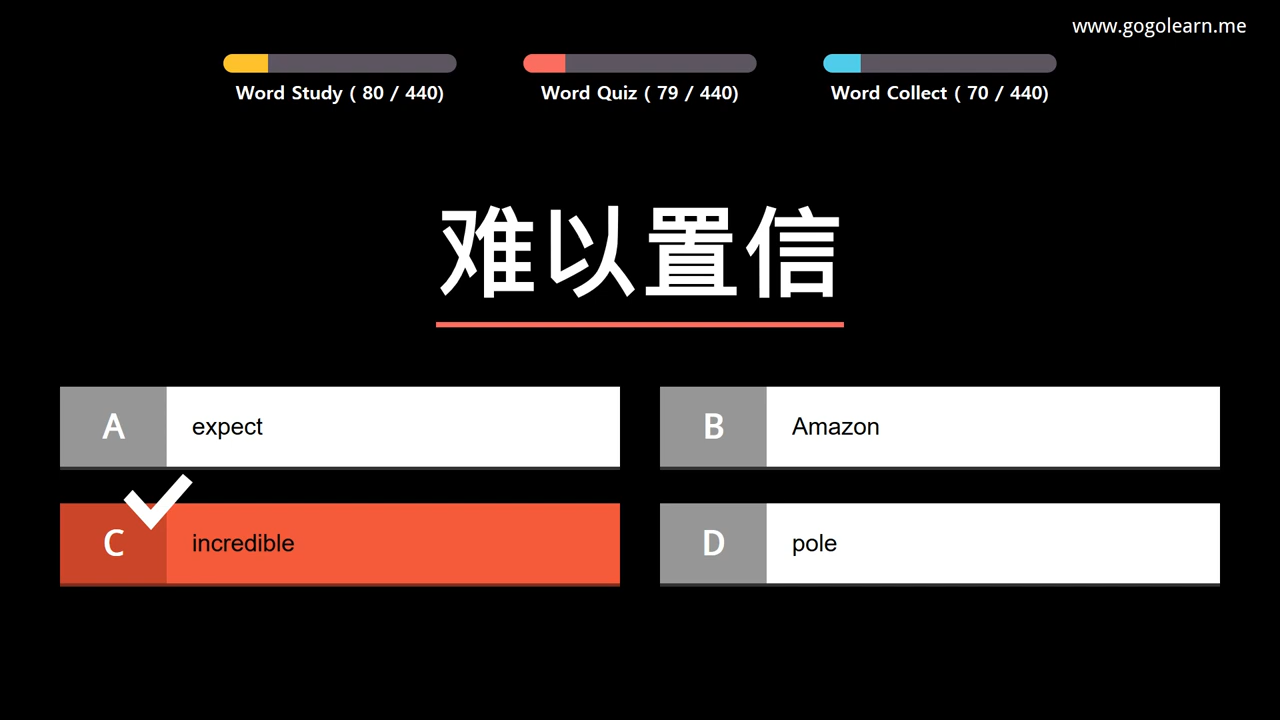 www.gogolearn.me
Word Study ( 80 / 440)
Word Quiz ( 79 / 440)
Word Collect ( 70 / 440)
难以置信
A expect
B Amazon
C incredible
D pole